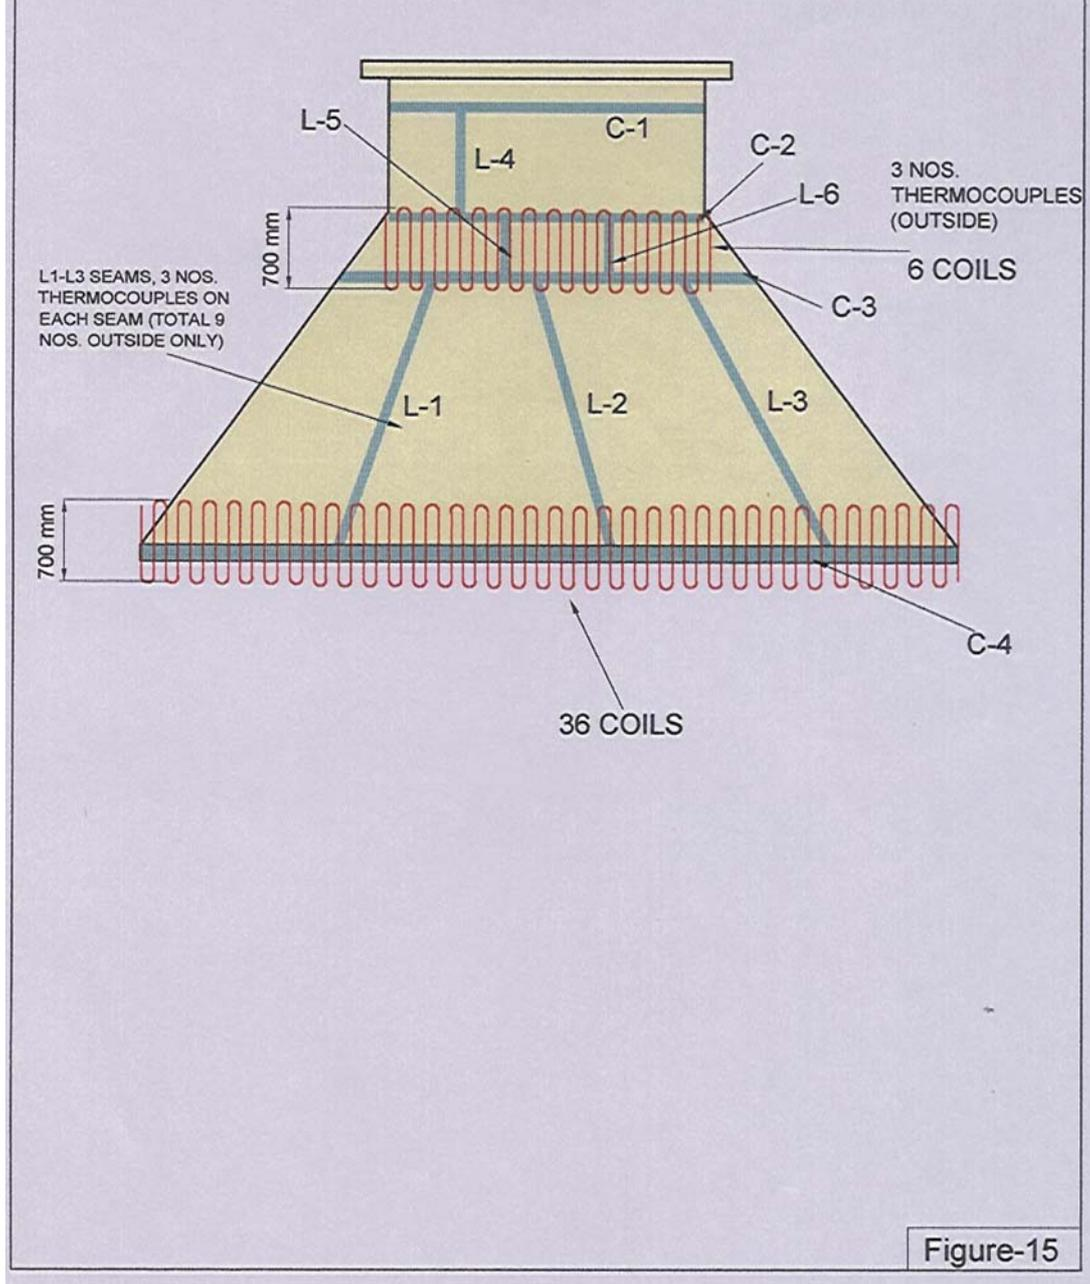 L-5
C-1
L-4
C-2
3 NOS.
THERMOCOUPLES
(OUTSIDE)
L-6
6 COILS
700 mm
L1-L3 SEAMS, 3 NOS.
THERMOCOUPLES ON
EACH SEAM (TOTAL 9
NOS. OUTSIDE ONLY)
C-3
L-1
L-2
L-3
700 mm
C-4
36 COILS
Figure-15